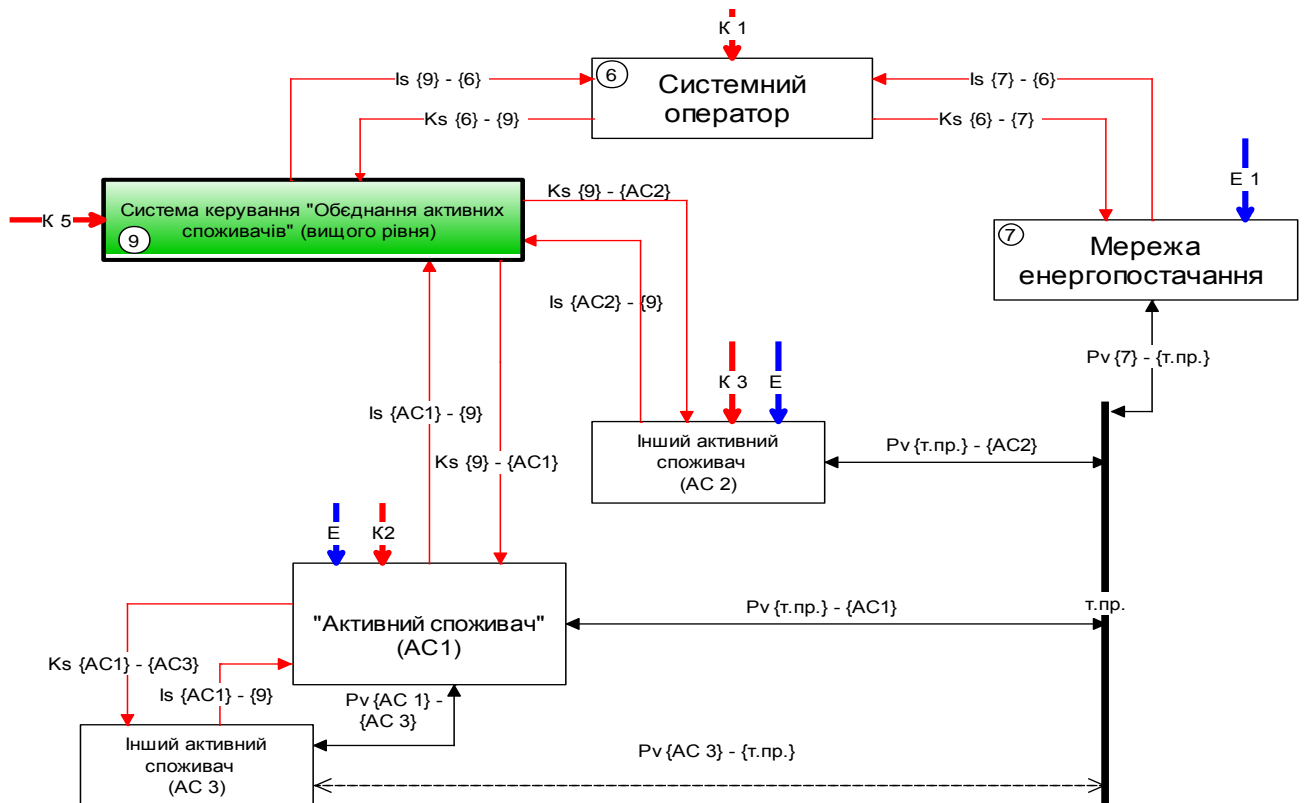 К 1
6
Системний
оператор
Is {9} - {6}
Is {7} - {6}
Ks {6} - {9}
Ks {6} - {7}
E 1
К 5
Система керування "Обєднання активних
споживачів" (вищого рівня)
9
Ks {9} - {AC2}
7
Мережа
енергопостачання
Is {AC2} - {9}
Pv {7} - {т.пр.}
К 3
E
Is {AC1} - {9}
Інший активний
споживач
(АС 2)
Pv {т.пр.} - {AC2}
Ks {9} - {AC1}
E
К2
"Активний споживач"
(АС1)
Pv {т.пр.} - {AC1}
т.пр.
Ks {AC1} - {AC3}
Is {AC1} - {9}
Pv {AC 1} -
{AC 3}
Інший активний
споживач
(АС 3)
Pv {AC 3} - {т.пр.}